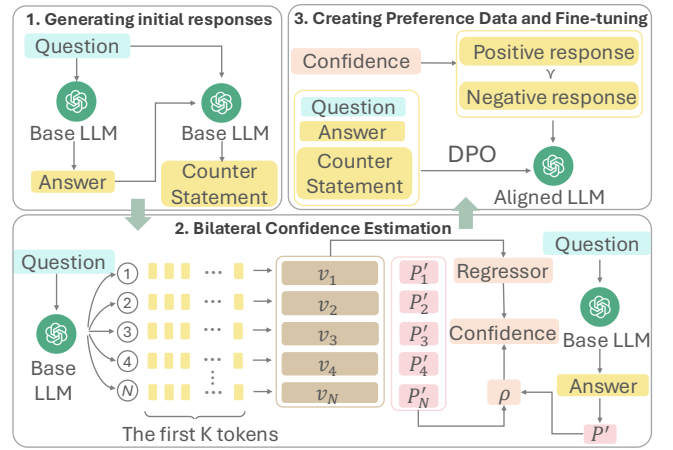 1. Generating initial responses
Question
Base LLM
Base LLM
Answer
Counter
Statement
3. Creating Preference Data and Fine-tuning
Confidence
Positive response
≻
Negative response
Question
Answer
Counter
Statement
DPO
Aligned LLM
2. Bilateral Confidence Estimation
Question
Base
LLM
1
2
3
4
N
...
...
...
...
...
The first K tokens
v₁
v₂
v₃
v₄
v_N
P′₁
P′₂
P′₃
P′₄
P′_N
Regressor
Confidence
ρ
Question
Base LLM
Answer
P′